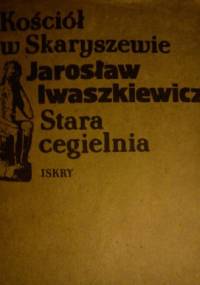 Kościół
w Skaryszewie
Jarosław
Iwaszkiewicz
Stara
cegielnia
ISKRY